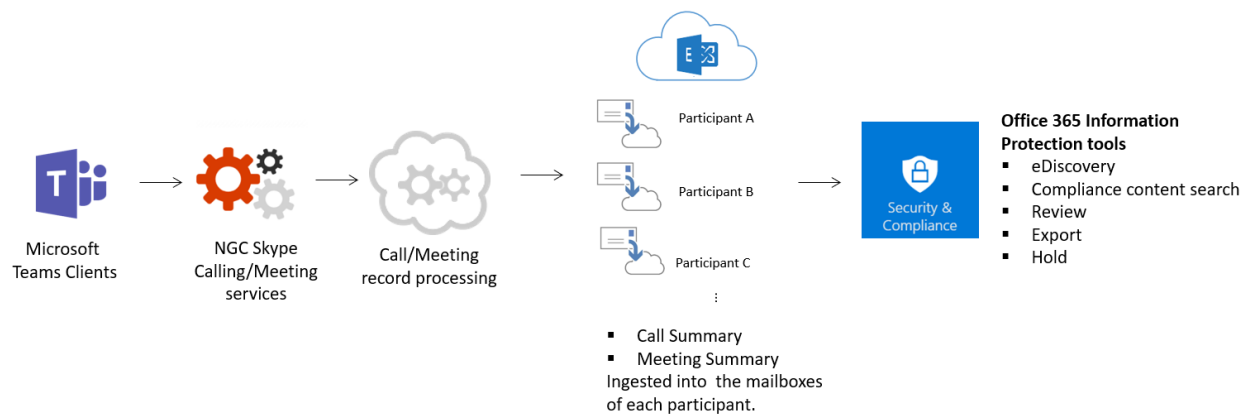 T
Microsoft
Teams Clients
NGC Skype
Calling/Meeting
services
Call/Meeting
record processing
E
Participant A
Participant B
Participant C
⁝
▪ Call Summary
▪ Meeting Summary
Ingested into the mailboxes
of each participant.
Security &
Compliance
Office 365 Information
Protection tools
▪ eDiscovery
▪ Compliance content search
▪ Review
▪ Export
▪ Hold